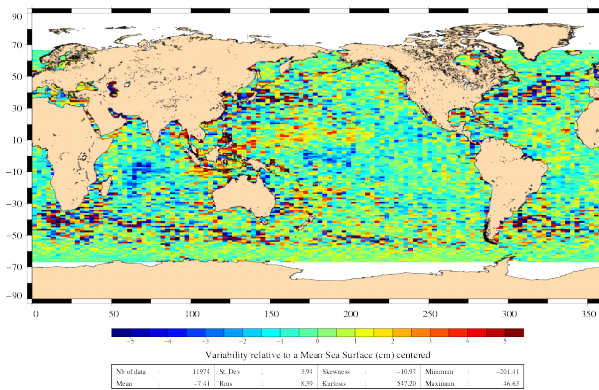 90
70
50
30
10
−10
−30
−50
−70
−90
0 50 100 150 200 250 300 350
−5 −4 −3 −2 −1 0 1 2 3 4 5
Variability relative to a Mean Sea Surface (cm) centered
Nb of data : 11974 St. Dev : 3.94 Skewness : −10.97 Minimum : −201.41
Mean : −7.41 Rms : 8.39 Kurtosis : 547.20 Maximum : 46.63